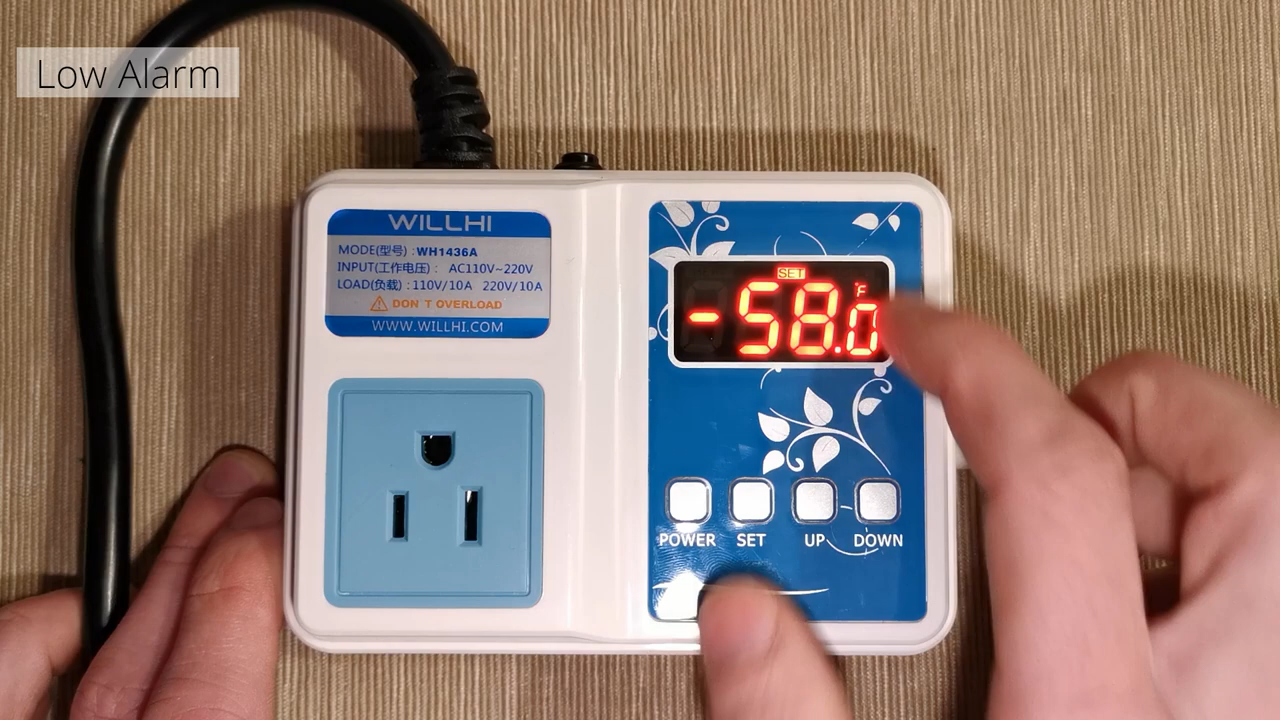 Low Alarm
WILLHI
MODE(型号) : WH1436A
INPUT(工作电压) : AC110V~220V
LOAD(负载) : 110V/10A 220V/10A
DON'T OVERLOAD
WWW.WILLHI.COM
SET
-58.0 °F
POWER SET UP DOWN